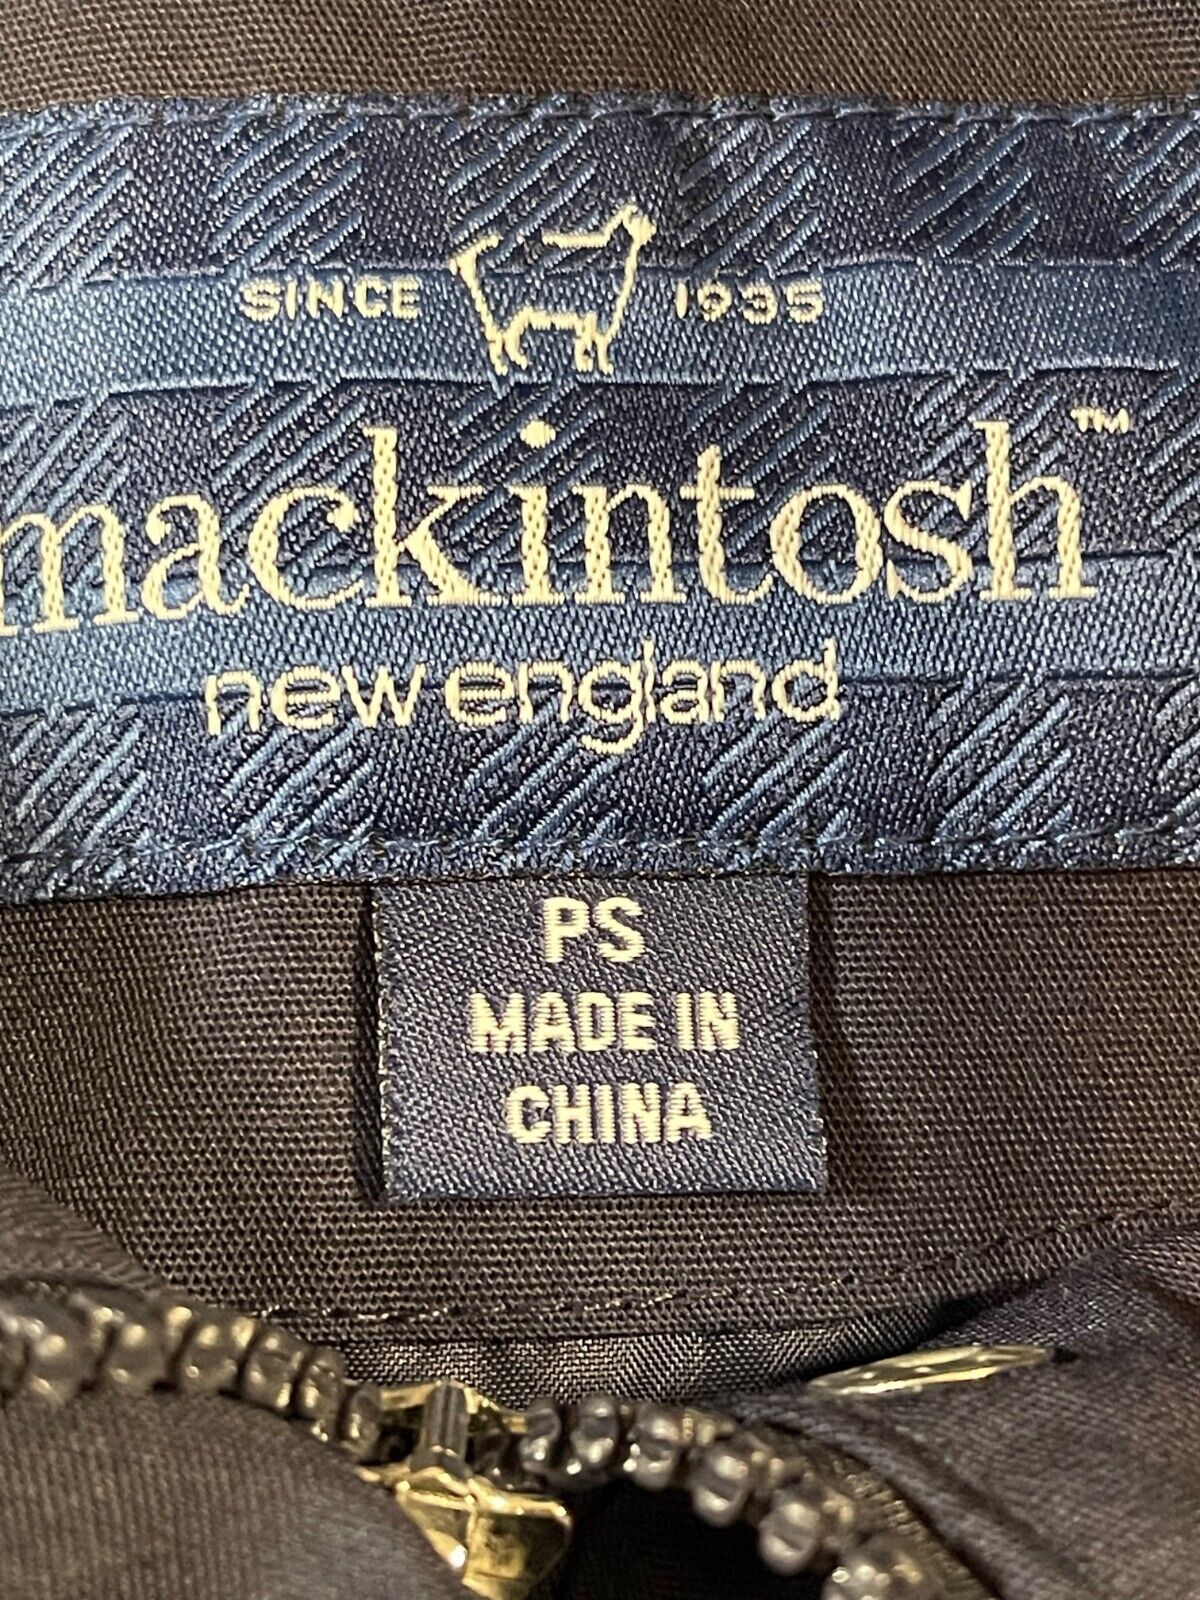 SINCE 1935
mackintosh™
new england
PS
MADE IN
CHINA